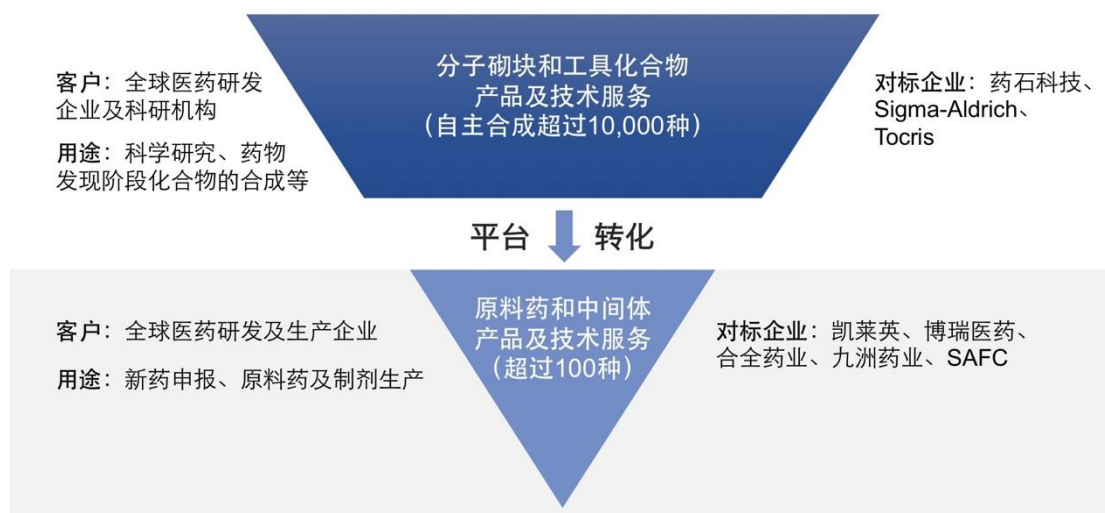 分子砌块和工具化合物
产品及技术服务
（自主合成超过10,000种）
客户：全球医药研发
企业及科研机构
用途：科学研究、药物
发现阶段化合物的合成等
对标企业：药石科技、
Sigma-Aldrich、
Tocris
平台 转化
原料药和中间体
产品及技术服务
（超过100种）
客户：全球医药研发及生产企业
用途：新药申报、原料药及制剂生产
对标企业：凯莱英、博瑞医药、
合全药业、九洲药业、SAFC